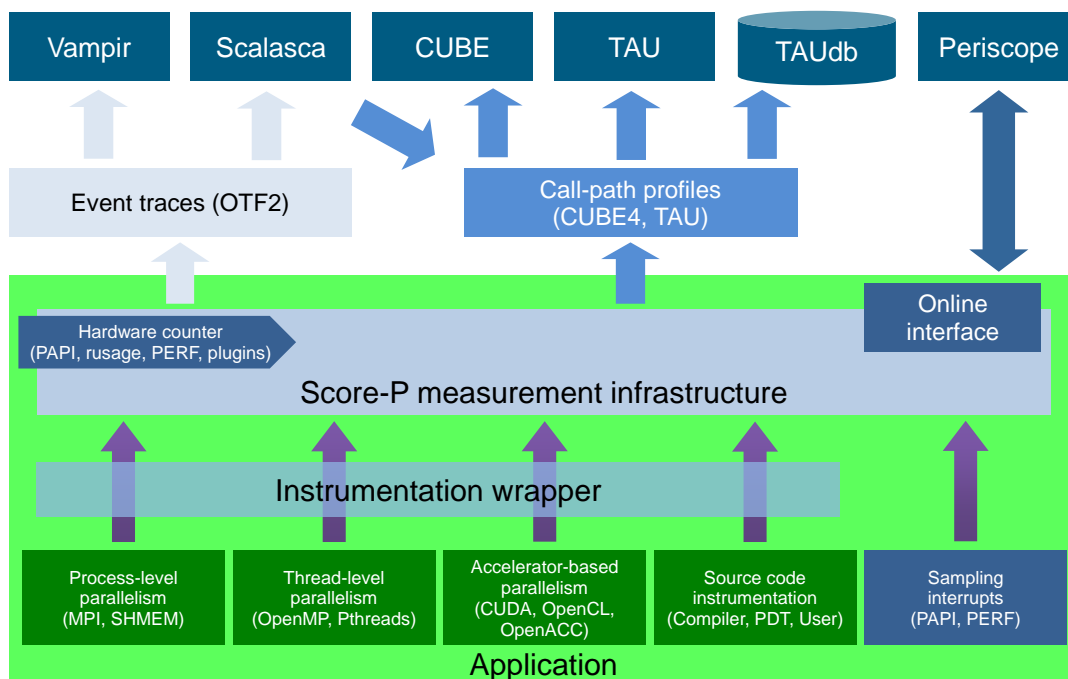 Vampir
Scalasca
CUBE
TAU
TAUdb
Periscope
Event traces (OTF2)
Call-path profiles
(CUBE4, TAU)
Online
interface
Hardware counter
(PAPI, rusage, PERF, plugins)
Score-P measurement infrastructure
Instrumentation wrapper
Process-level
parallelism
(MPI, SHMEM)
Thread-level
parallelism
(OpenMP, Pthreads)
Accelerator-based
parallelism
(CUDA, OpenCL,
OpenACC)
Source code
instrumentation
(Compiler, PDT, User)
Sampling
interrupts
(PAPI, PERF)
Application